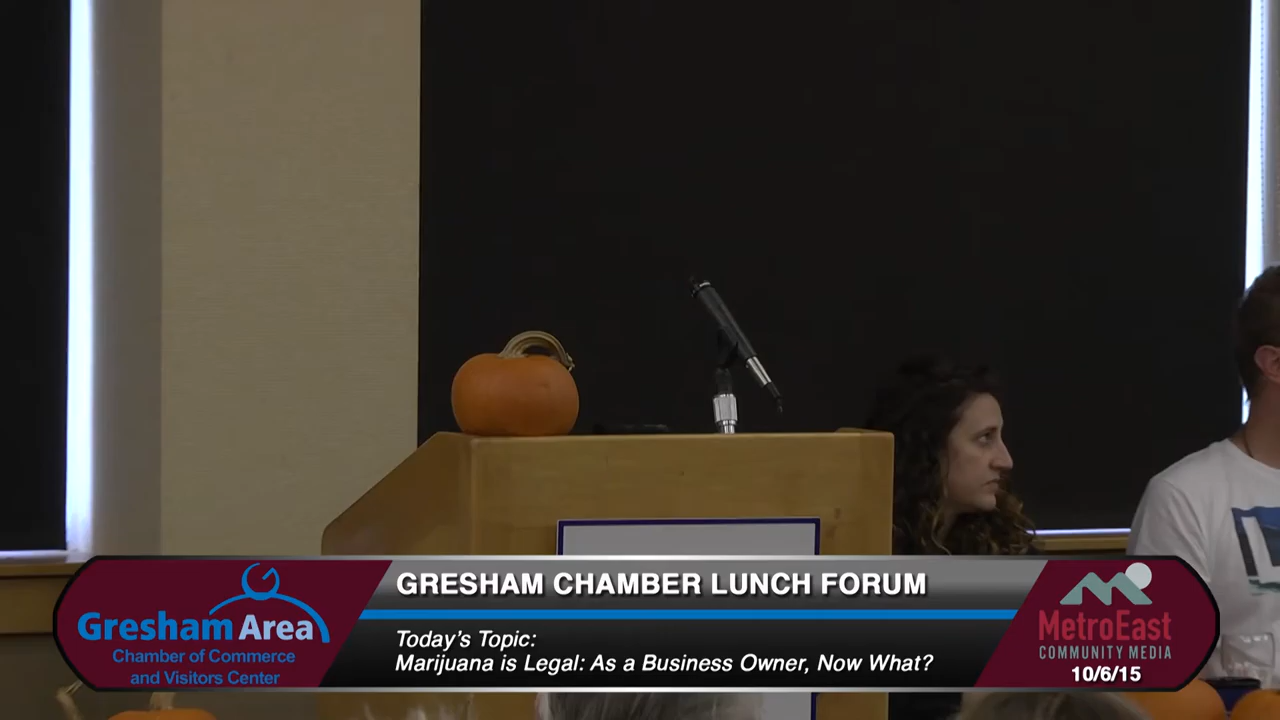 GRESHAM CHAMBER LUNCH FORUM
Gresham Area
Chamber of Commerce
and Visitors Center
Today's Topic:
Marijuana is Legal: As a Business Owner, Now What?
MetroEast
COMMUNITY MEDIA
10/6/15